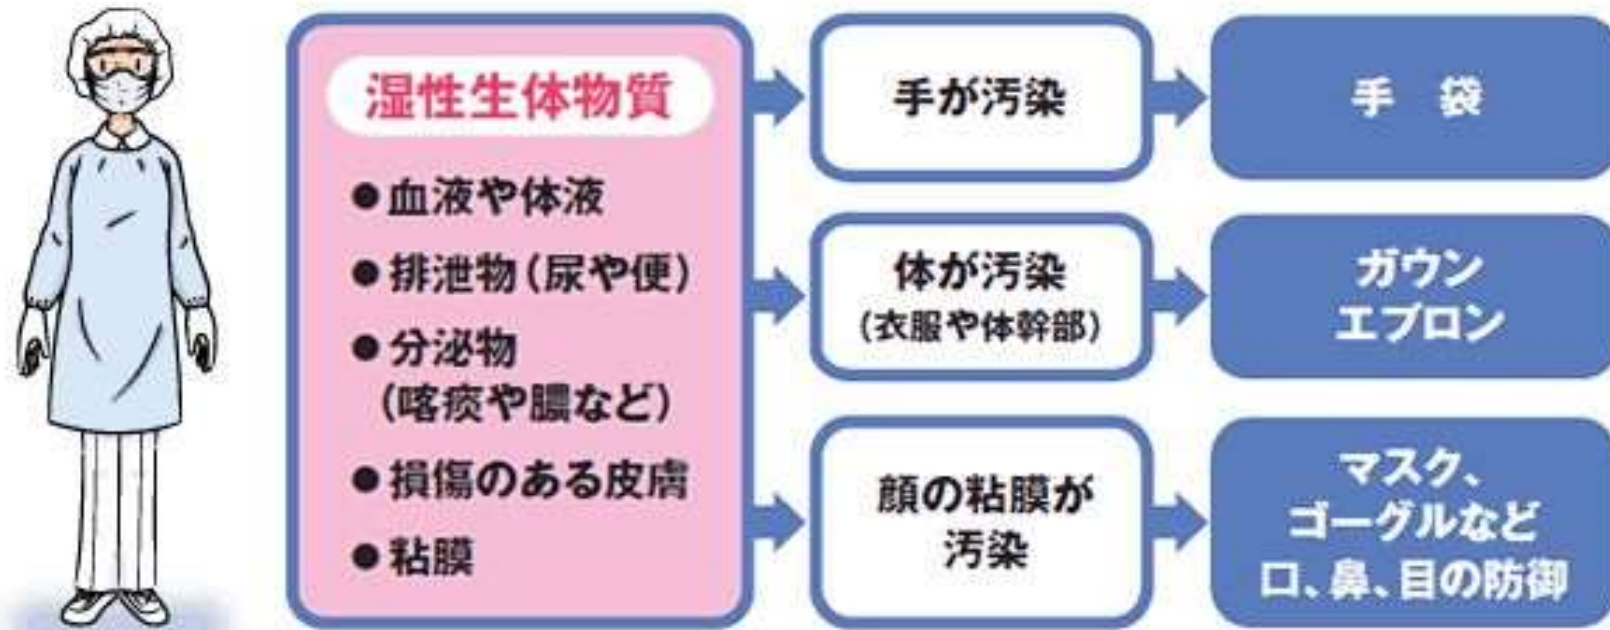 湿性生体物質
●血液や体液
●排泄物(尿や便)
●分泌物
(喀痰や膿など)
●損傷のある皮膚
●粘膜
手が汚染
手 袋
体が汚染
(衣服や体幹部)
ガウン
エプロン
顔の粘膜が
汚染
マスク、
ゴーグルなど
口、鼻、目の防御